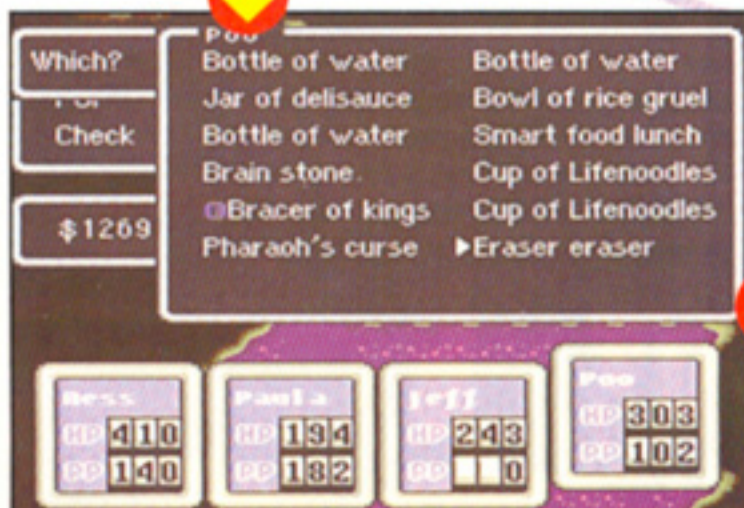 Poo
Which?
Bottle of water Bottle of water
Jar of delisauce Bowl of rice gruel
Check
Bottle of water Smart food lunch
Brain stone Cup of Lifenoodles
Bracer of kings Cup of Lifenoodles
$1269
Pharaoh's curse ▶Eraser eraser
Ness Paula Jeff Poo
HP 410 HP 194 HP 243 HP 303
PP 140 PP 182 PP 0 PP 102